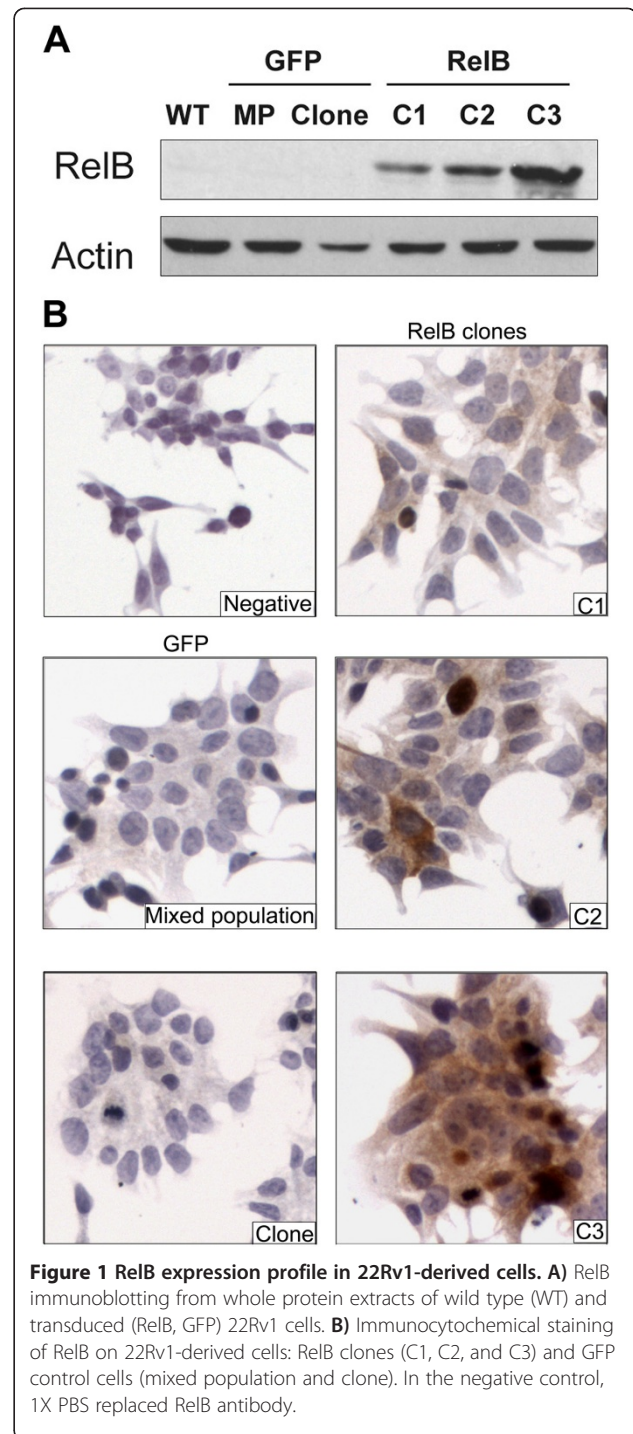 A
GFP RelB
WT MP Clone C1 C2 C3
RelB
Actin
B
RelB clones
Negative
C1
GFP
Mixed population
C2
Clone
C3
Figure 1 RelB expression profile in 22Rv1-derived cells. A) RelB
immunoblotting from whole protein extracts of wild type (WT) and
transduced (RelB, GFP) 22Rv1 cells. B) Immunocytochemical staining
of RelB on 22Rv1-derived cells: RelB clones (C1, C2, and C3) and GFP
control cells (mixed population and clone). In the negative control,
1X PBS replaced RelB antibody.